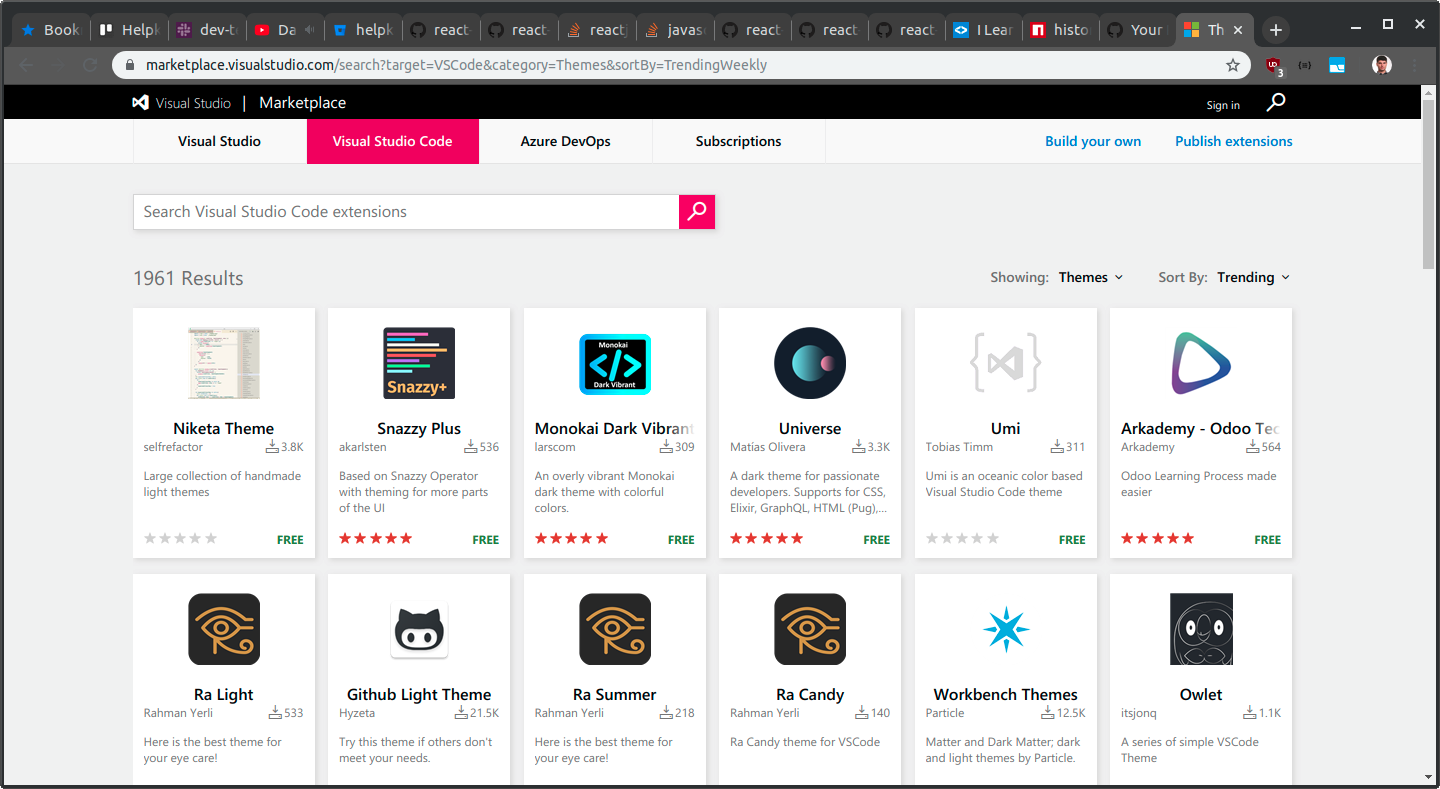 Book
Helpk
dev-t
Da
helpk
react-
react-
reactj
javas
react
react
react
I Lear
histo
Your
Th
marketplace.visualstudio.com/search?target=VSCode&category=Themes&sortBy=TrendingWeekly
3
Visual Studio | Marketplace
Sign in
Visual Studio
Visual Studio Code
Azure DevOps
Subscriptions
Build your own
Publish extensions
Search Visual Studio Code extensions
1961 Results
Showing: Themes
Sort By: Trending
Niketa Theme
selfrefactor 3.8K
Large collection of handmade
light themes
FREE
Snazzy+
Snazzy Plus
akarlsten 536
Based on Snazzy Operator
with theming for more parts
of the UI
FREE
Monokai
</>
Dark Vibrant
Monokai Dark Vibrant
larscom 309
An overly vibrant Monokai
dark theme with colorful
colors.
FREE
Universe
Matías Olivera 3.3K
A dark theme for passionate
developers. Supports for CSS,
Elixir, GraphQL, HTML (Pug),...
FREE
Umi
Tobias Timm 311
Umi is an oceanic color based
Visual Studio Code theme
FREE
Arkademy - Odoo Tec
Arkademy 564
Odoo Learning Process made
easier
FREE
Ra Light
Rahman Yerli 533
Here is the best theme for
your eye care!
Github Light Theme
Hyzeta 21.5K
Try this theme if others don't
meet your needs.
Ra Summer
Rahman Yerli 218
Here is the best theme for
your eye care!
Ra Candy
Rahman Yerli 140
Ra Candy theme for VSCode
Workbench Themes
Particle 12.5K
Matter and Dark Matter; dark
and light themes by Particle.
Owlet
itsjonq 1.1K
A series of simple VSCode
Theme